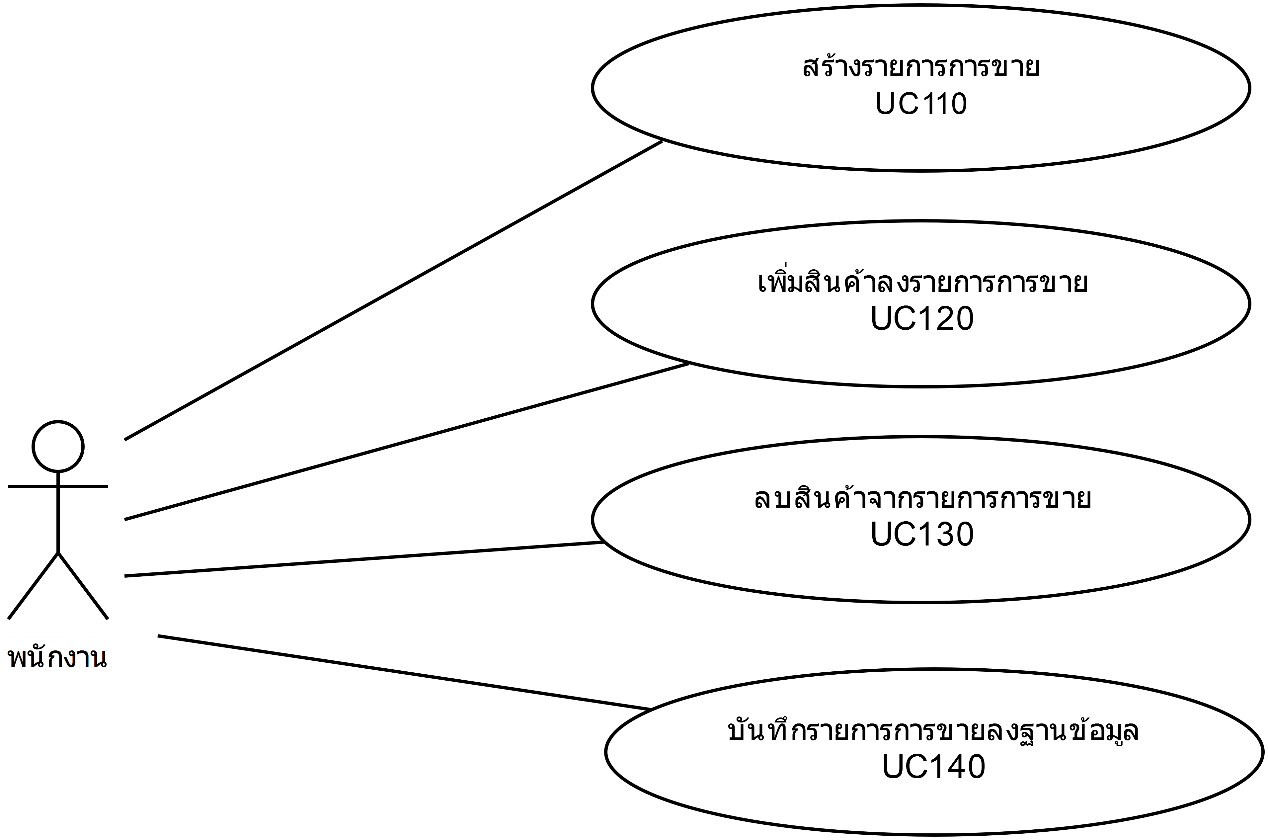 สร้างรายการการขาย
UC110
เพิ่มสินค้าลงรายการการขาย
UC120
ลบสินค้าจากรายการการขาย
UC130
พนักงาน
บันทึกรายการการขายลงฐานข้อมูล
UC140